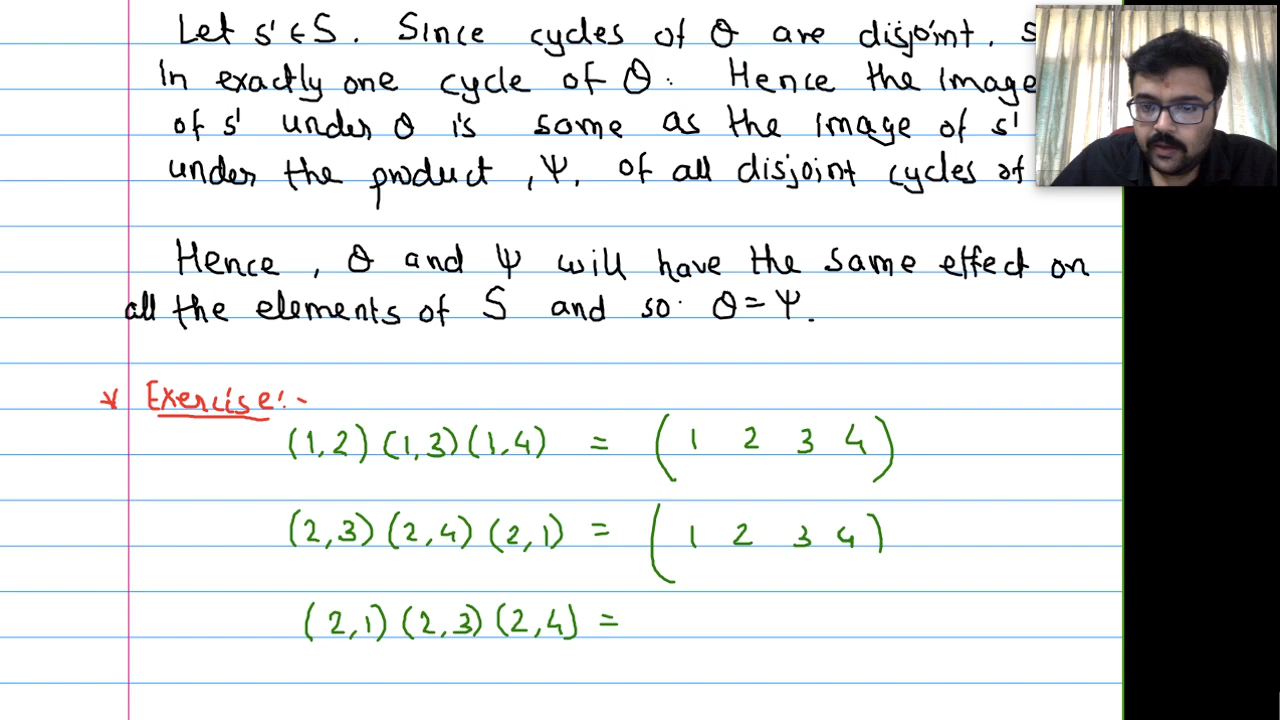 Let s' ∈ S. Since cycles of θ are disjoint, s
in exactly one cycle of θ. Hence the image
of s' under θ is same as the image of s'
under the product, Ψ, of all disjoint cycles of
Hence, θ and Ψ will have the same effect on
all the elements of S and so θ = Ψ.
* Exercise:-
(1,2) (1,3) (1,4) = ( 1 2 3 4 )
(2,3) (2,4) (2,1) = ( 1 2 3 4 )
(2,1) (2,3) (2,4) =